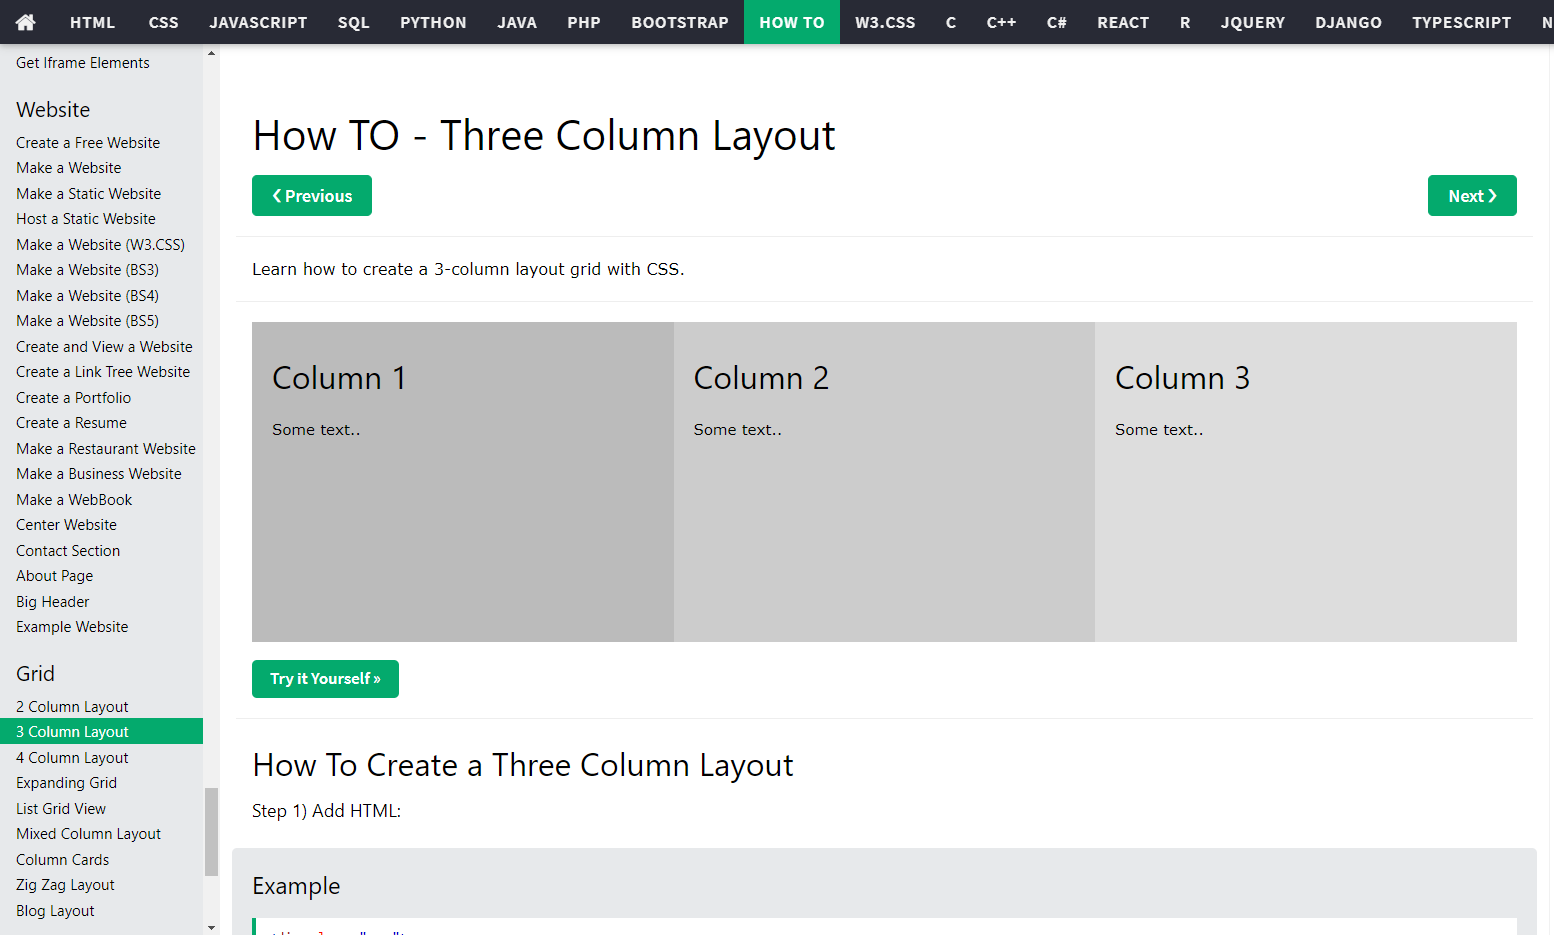 HTML CSS JAVASCRIPT SQL PYTHON JAVA PHP BOOTSTRAP HOW TO W3.CSS C C++ C# REACT R JQUERY DJANGO TYPESCRIPT
Get Iframe Elements
Website
Create a Free Website
Make a Website
Make a Static Website
Host a Static Website
Make a Website (W3.CSS)
Make a Website (BS3)
Make a Website (BS4)
Make a Website (BS5)
Create and View a Website
Create a Link Tree Website
Create a Portfolio
Create a Resume
Make a Restaurant Website
Make a Business Website
Make a WebBook
Center Website
Contact Section
About Page
Big Header
Example Website
Grid
2 Column Layout
3 Column Layout
4 Column Layout
Expanding Grid
List Grid View
Mixed Column Layout
Column Cards
Zig Zag Layout
Blog Layout
How TO - Three Column Layout
❮ Previous
Next ❯
Learn how to create a 3-column layout grid with CSS.
Column 1
Some text..
Column 2
Some text..
Column 3
Some text..
Try it Yourself »
How To Create a Three Column Layout
Step 1) Add HTML:
Example